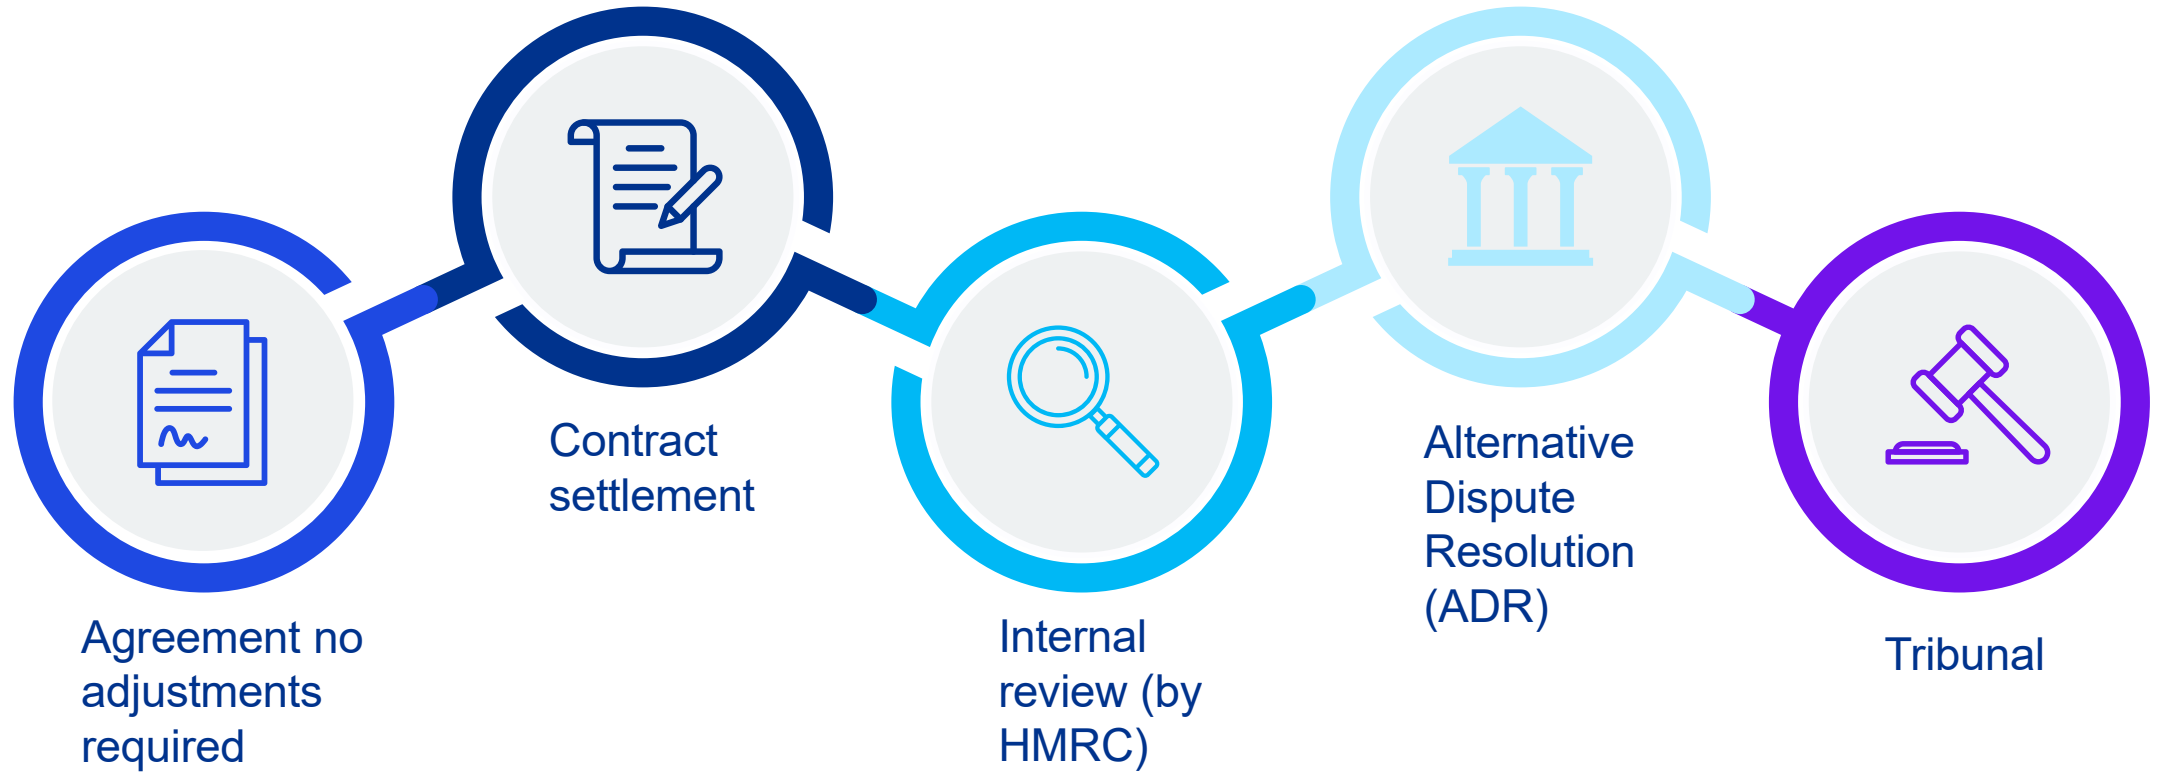 Agreement no
adjustments
required
Contract
settlement
Internal
review (by
HMRC)
Alternative
Dispute
Resolution
(ADR)
Tribunal